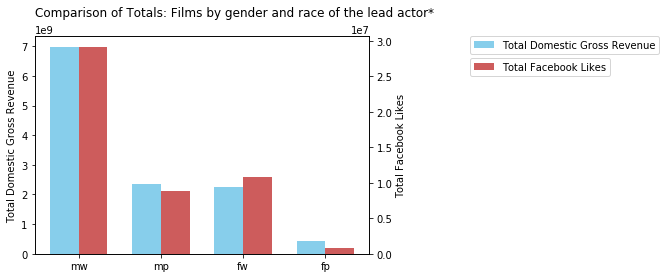 Comparison of Totals: Films by gender and race of the lead actor*
1e9
1e7
Total Domestic Gross Revenue
Total Facebook Likes
7
6
5
4
3
2
1
0
Total Domestic Gross Revenue
3.0
2.5
2.0
1.5
1.0
0.5
0.0
Total Facebook Likes
mw mp fw fp